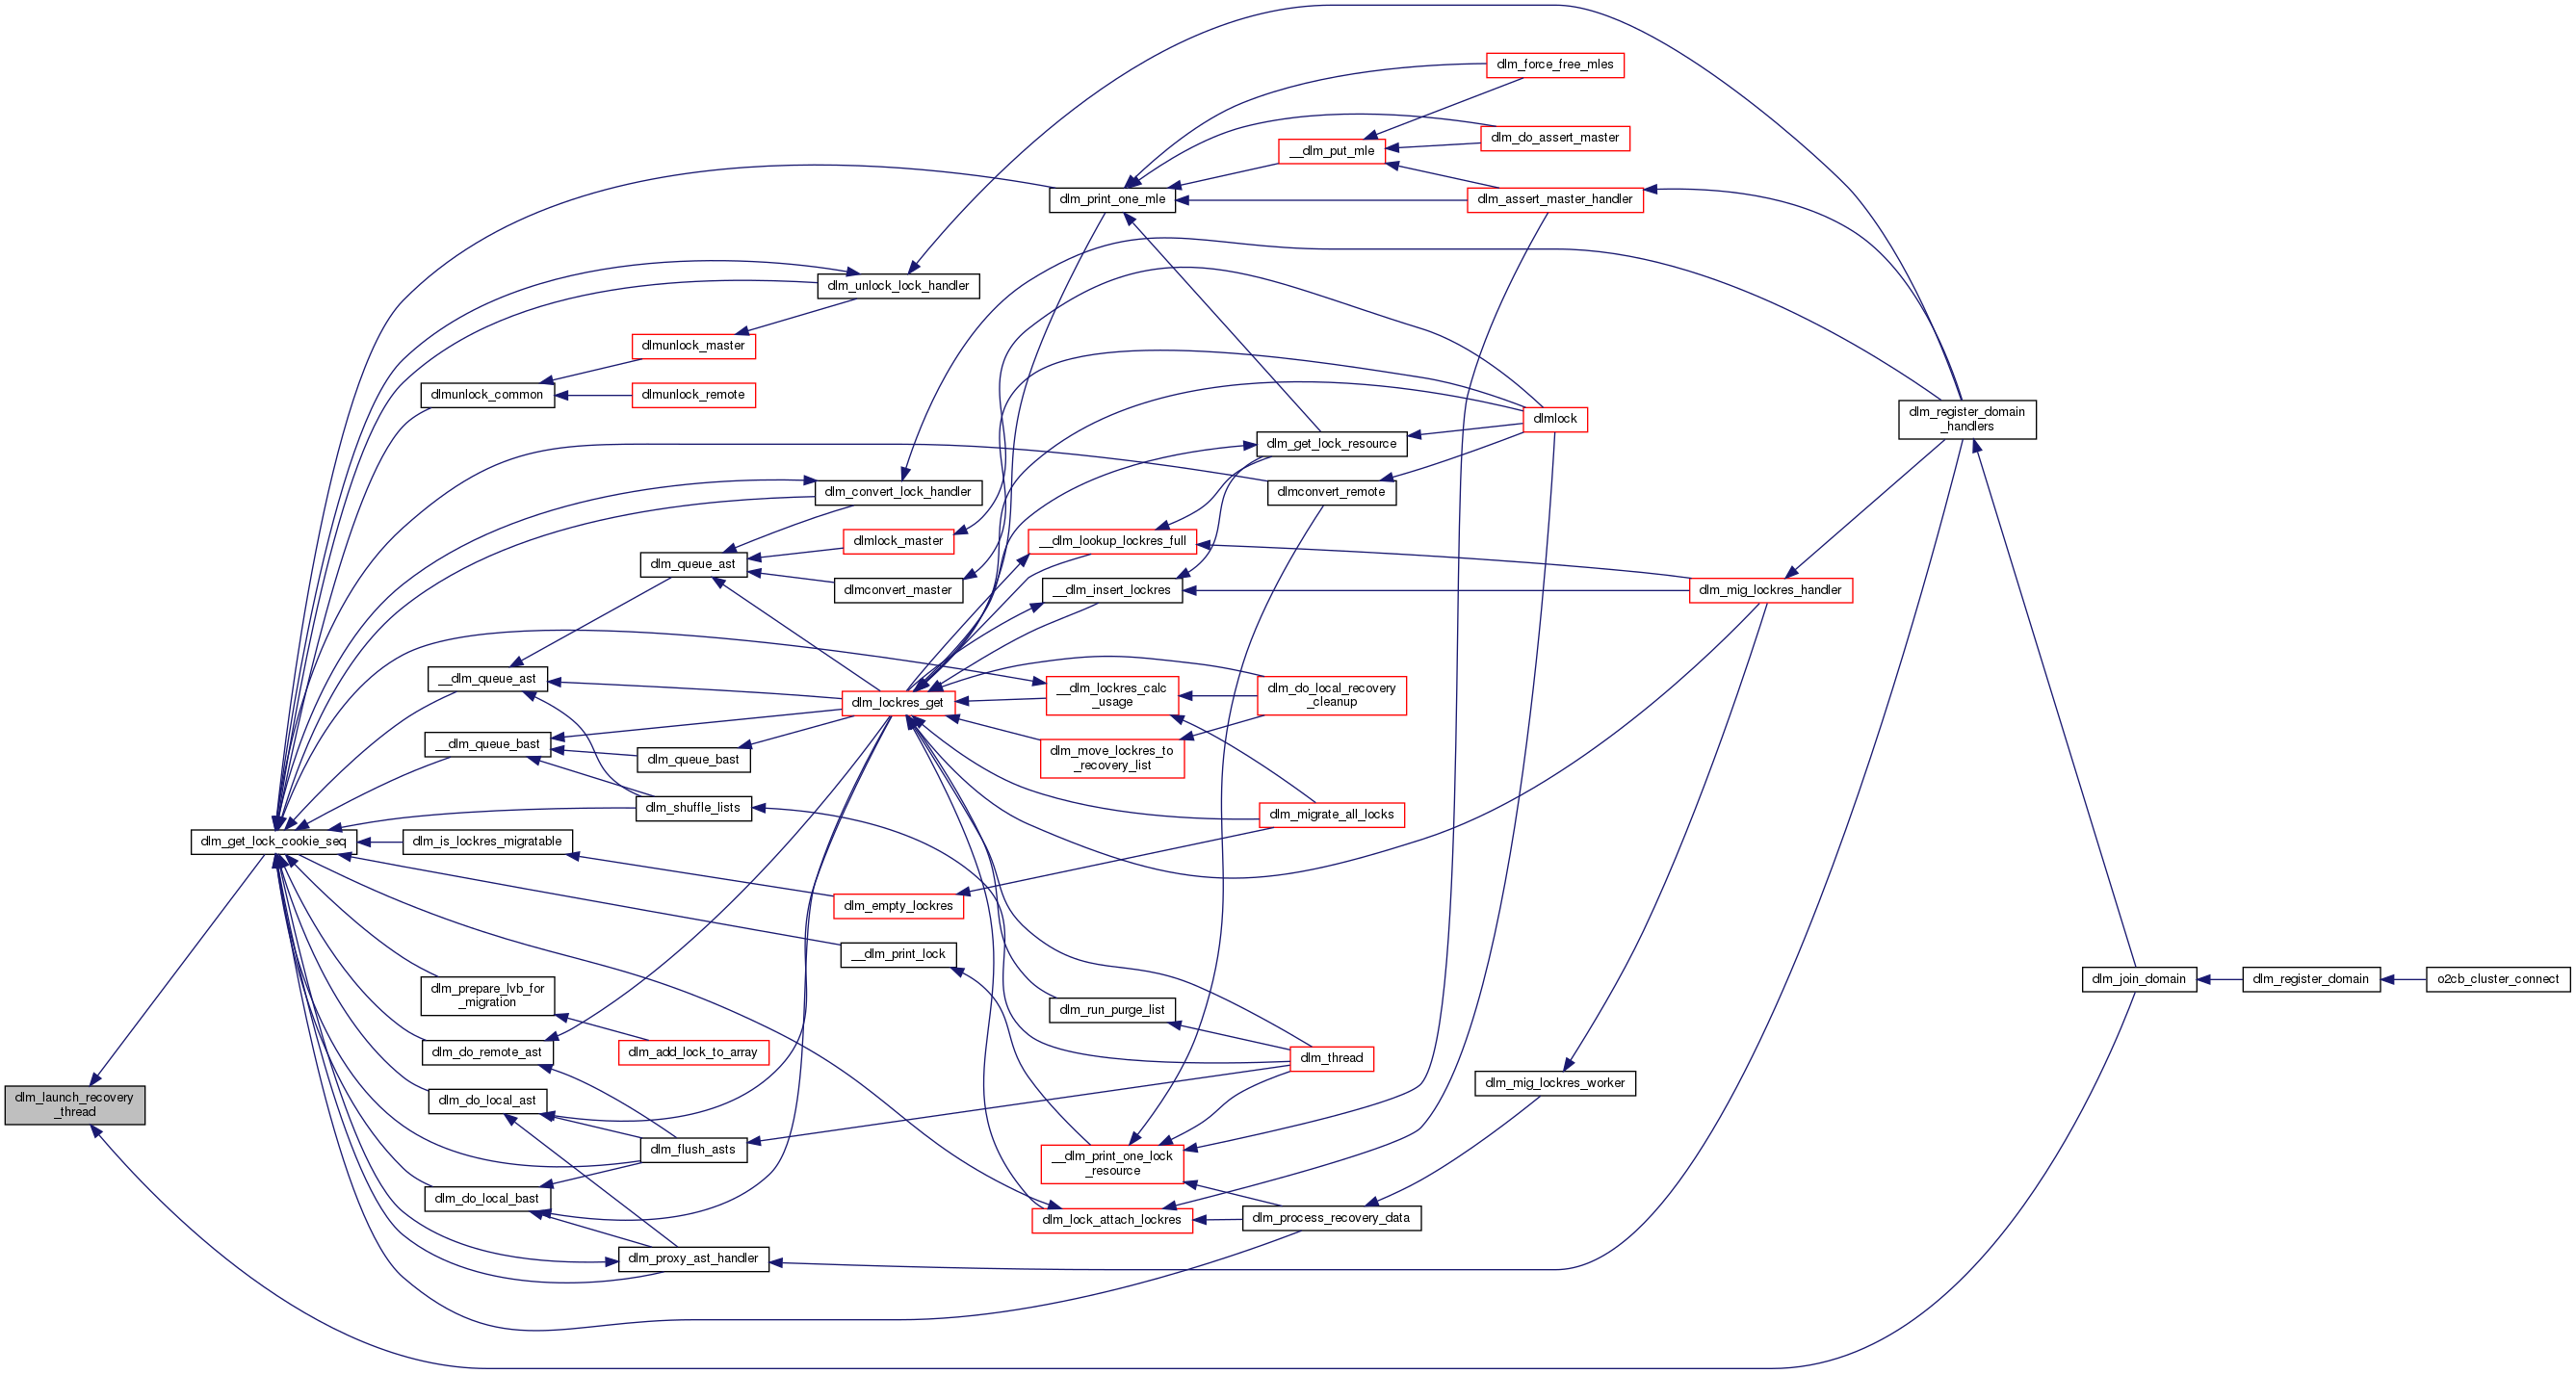 dlm_force_free_mles
dlm_do_assert_master
__dlm_put_mle
dlm_print_one_mle
dlm_assert_master_handler
dlm_unlock_lock_handler
dlmunlock_master
dlmunlock_common
dlmunlock_remote
dlmlock
dlm_register_domain
_handlers
dlm_get_lock_resource
dlm_convert_lock_handler
dlmconvert_remote
dlmlock_master
__dlm_lookup_lockres_full
dlm_queue_ast
dlmconvert_master
__dlm_insert_lockres
dlm_mig_lockres_handler
__dlm_queue_ast
dlm_lockres_get
__dlm_lockres_calc
_usage
dlm_do_local_recovery
_cleanup
__dlm_queue_bast
dlm_queue_bast
dlm_move_lockres_to
_recovery_list
dlm_shuffle_lists
dlm_migrate_all_locks
dlm_get_lock_cookie_seq
dlm_is_lockres_migratable
dlm_empty_lockres
__dlm_print_lock
dlm_prepare_lvb_for
_migration
dlm_run_purge_list
dlm_join_domain
dlm_register_domain
o2cb_cluster_connect
dlm_do_remote_ast
dlm_add_lock_to_array
dlm_thread
dlm_mig_lockres_worker
dlm_launch_recovery
_thread
dlm_do_local_ast
dlm_flush_asts
__dlm_print_one_lock
_resource
dlm_do_local_bast
dlm_lock_attach_lockres
dlm_process_recovery_data
dlm_proxy_ast_handler